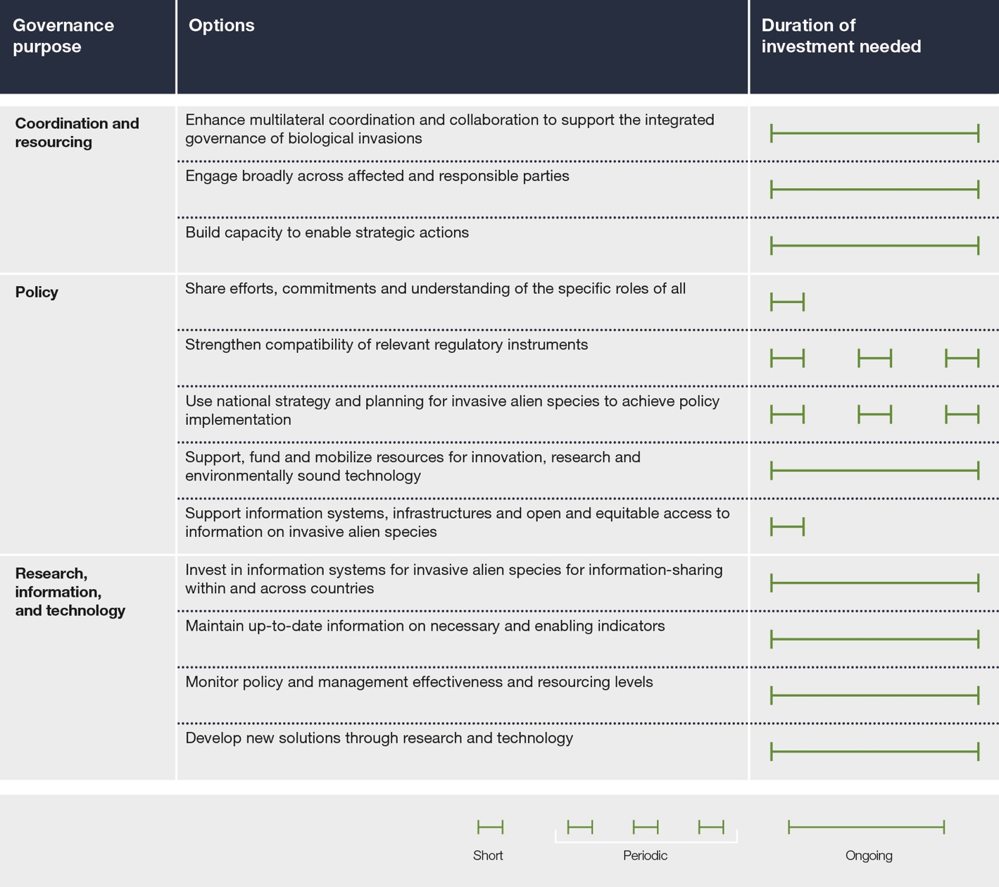 Governance
purpose
Options
Duration of
investment needed
Coordination and
resourcing
Enhance multilateral coordination and collaboration to support the integrated
governance of biological invasions
Engage broadly across affected and responsible parties
Build capacity to enable strategic actions
Policy
Share efforts, commitments and understanding of the specific roles of all
Strengthen compatibility of relevant regulatory instruments
Use national strategy and planning for invasive alien species to achieve policy
implementation
Support, fund and mobilize resources for innovation, research and
environmentally sound technology
Support information systems, infrastructures and open and equitable access to
information on invasive alien species
Research,
information,
and technology
Invest in information systems for invasive alien species for information-sharing
within and across countries
Maintain up-to-date information on necessary and enabling indicators
Monitor policy and management effectiveness and resourcing levels
Develop new solutions through research and technology
Short
Periodic
Ongoing